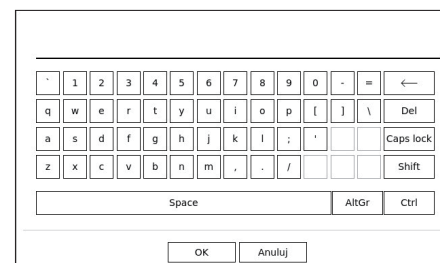 ` 1 2 3 4 5 6 7 8 9 0 - = ←
q w e r t y u i o p [ ] \ Del
a s d f g h j k l ; ' Caps lock
z x c v b n m , . / Shift
Space AltGr Ctrl
OK Anuluj